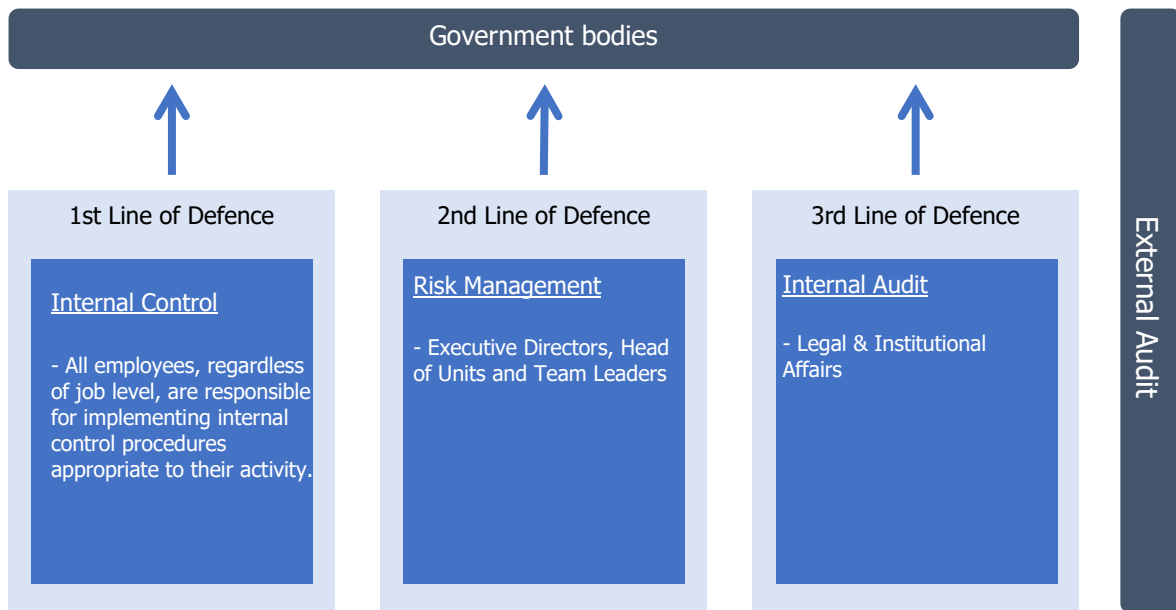 Government bodies
1st Line of Defence
Internal Control
- All employees, regardless
of job level, are responsible
for implementing internal
control procedures
appropriate to their activity.
2nd Line of Defence
Risk Management
- Executive Directors, Head
of Units and Team Leaders
3rd Line of Defence
Internal Audit
- Legal & Institutional
Affairs
External Audit